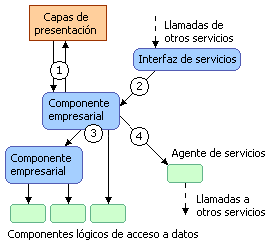 Capas de
presentación
Llamadas de
otros servicios
Interfaz de servicios
1
2
Componente
empresarial
3
4
Componente
empresarial
Agente de servicios
Llamadas a
otros servicios
Componentes lógicos de acceso a datos